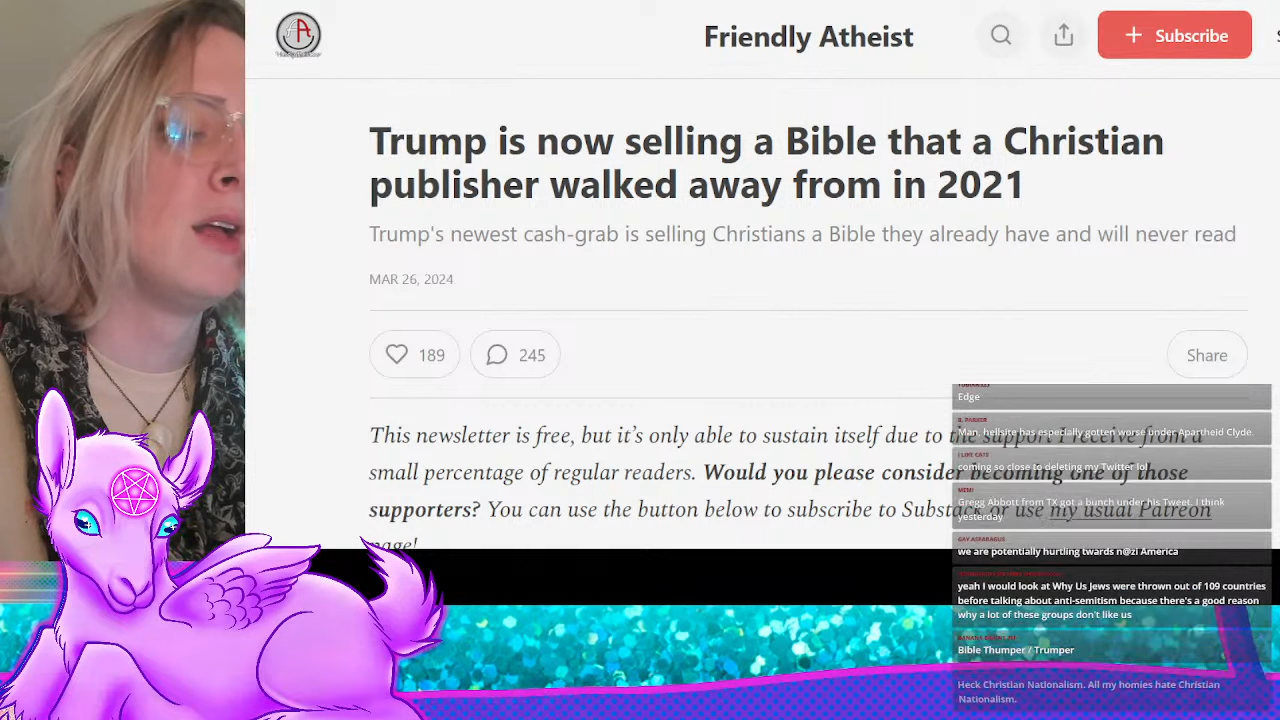 Friendly Atheist
Subscribe
Trump is now selling a Bible that a Christian
publisher walked away from in 2021
Trump's newest cash-grab is selling Christians a Bible they already have and will never read
MAR 26, 2024
189
245
Share
This newsletter is free, but it’s only able to sustain itself due to the support I receive from a
small percentage of regular readers. Would you please consider becoming one of those
supporters? You can use the button below to subscribe to Substack or use my usual Patreon
page!
Edge
B. PARKER
Man, hellsite has especially gotten worse under Apartheid Clyde.
I LIKE CATS
coming so close to deleting my Twitter lol
MEMI
Gregg Abbott from TX got a bunch under his Tweet. I think
yesterday
GAY ASPARAGUS
we are potentially hurtling towards n@zi America
yeah I would look at Why Us Jews were thrown out of 109 countries
before talking about anti-semitism because there's a good reason
why a lot of these groups don't like us
Bible Thumper / Trumper
Heck Christian Nationalism. All my homies hate Christian
Nationalism.